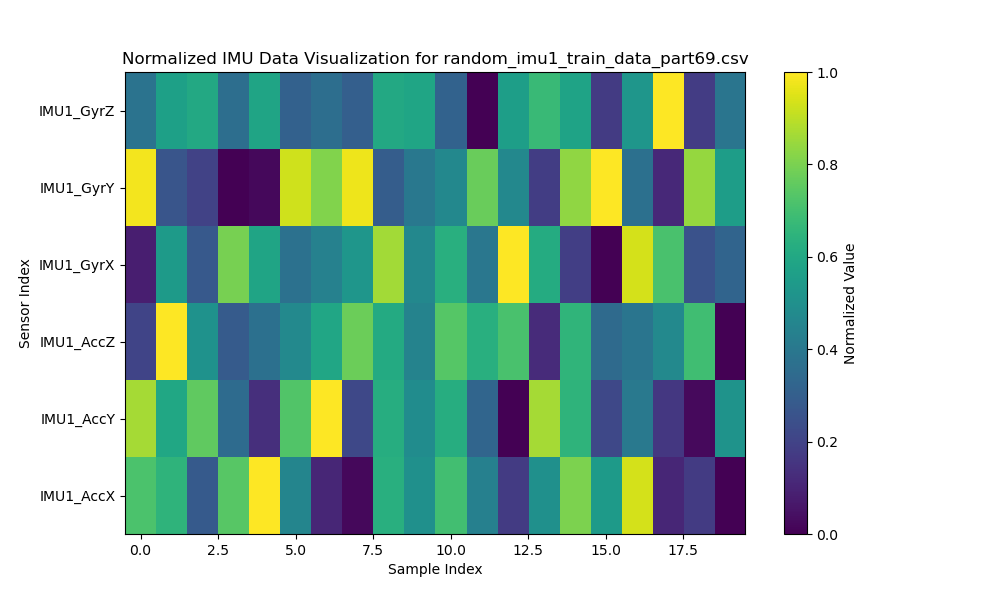 Normalized IMU Data Visualization for random_imu1_train_data_part69.csv
IMU1_GyrZ
IMU1_GyrY
IMU1_GyrX
IMU1_AccZ
IMU1_AccY
IMU1_AccX
Sensor Index
0.0 2.5 5.0 7.5 10.0 12.5 15.0 17.5
Sample Index
1.0
0.8
0.6
0.4
0.2
0.0
Normalized Value